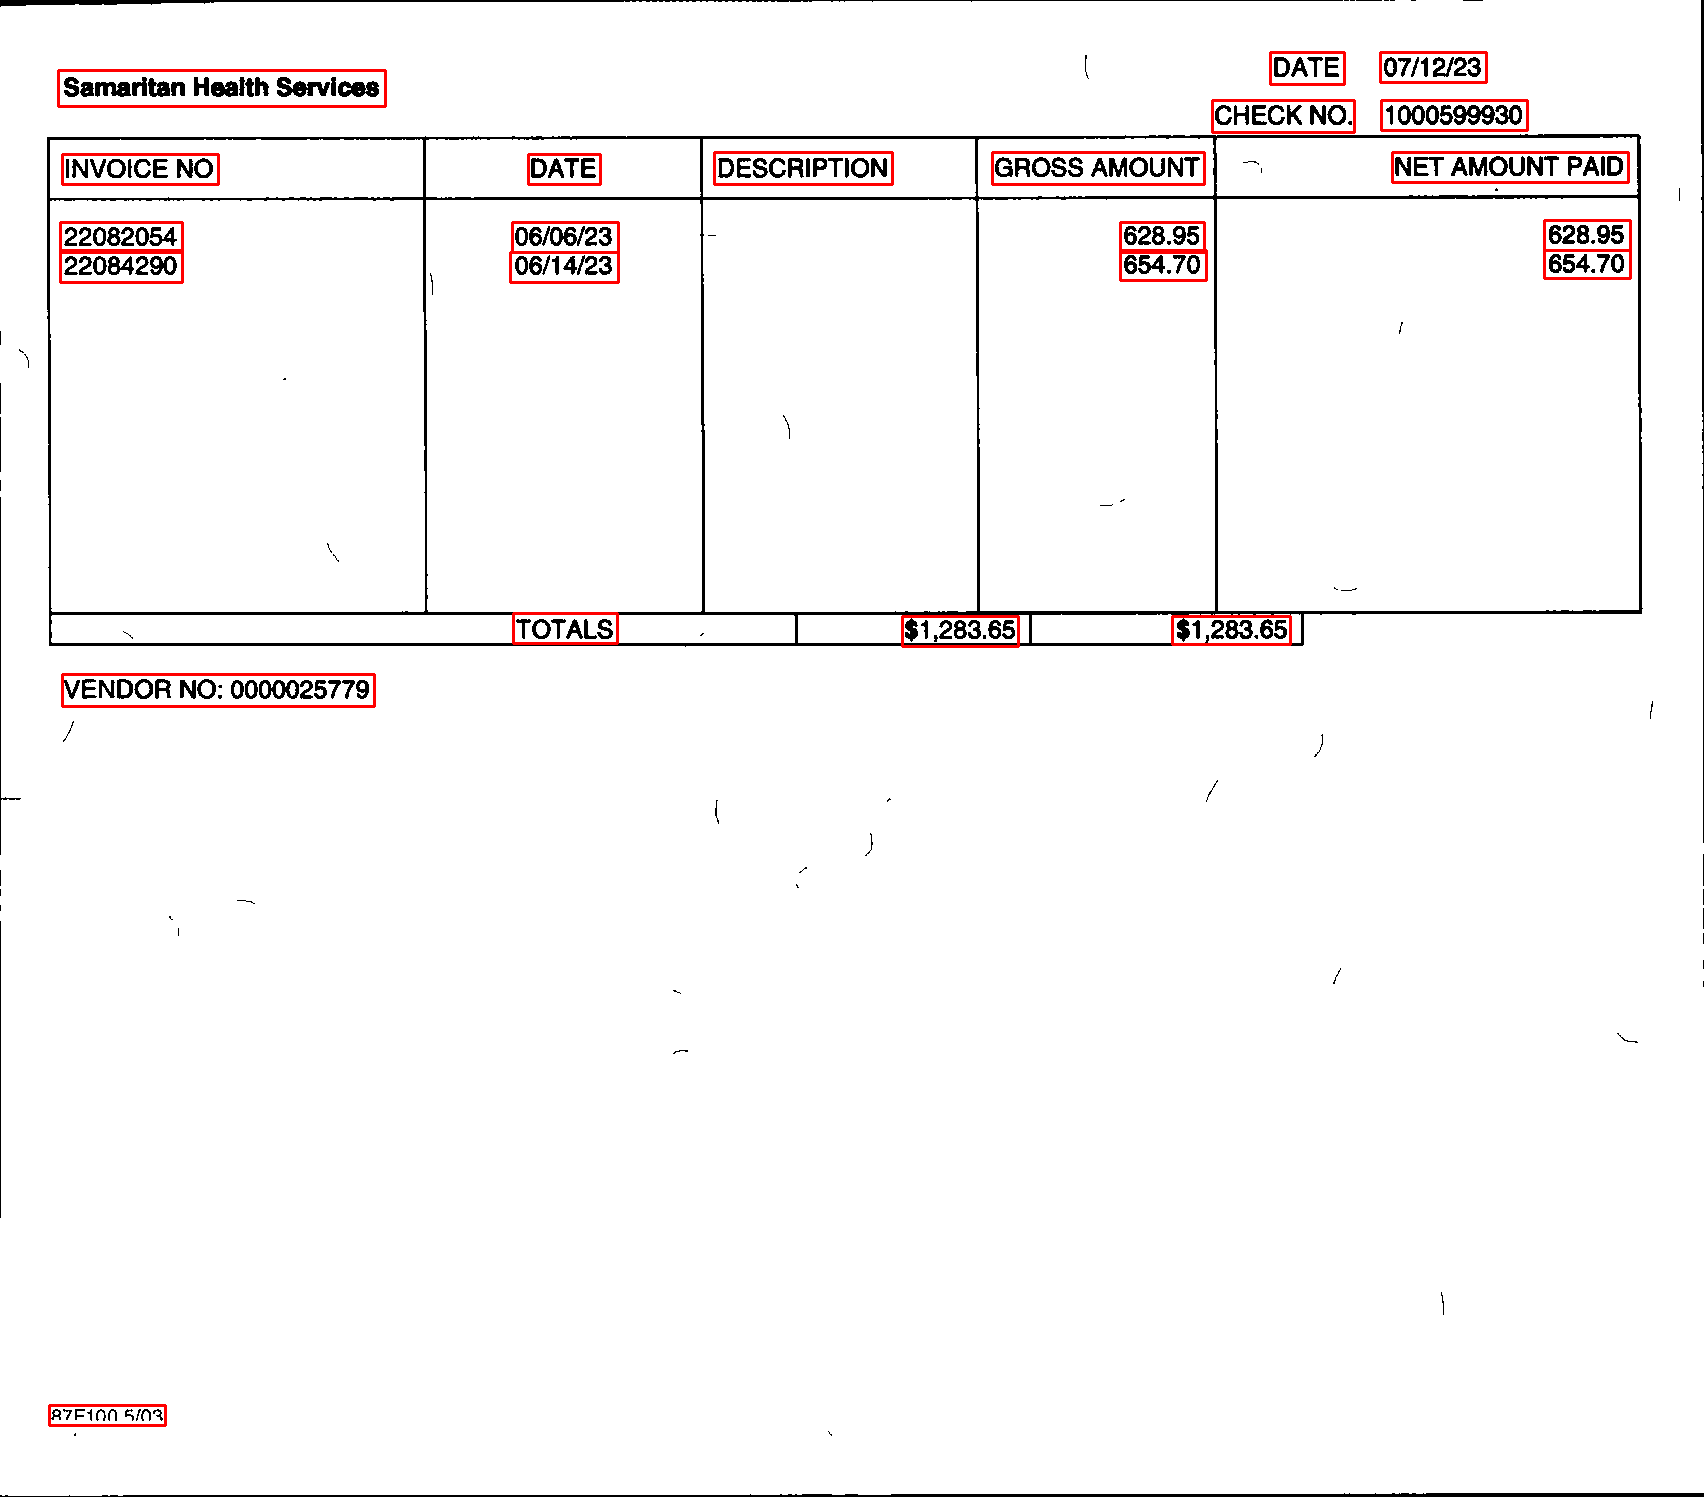 Samaritan Health Services
DATE 07/12/23
CHECK NO. 1000599930
INVOICE NO DATE DESCRIPTION GROSS AMOUNT NET AMOUNT PAID
22082054 06/06/23 628.95 628.95
22084290 06/14/23 654.70 654.70
TOTALS $1,283.65 $1,283.65
VENDOR NO: 0000025779
5/03